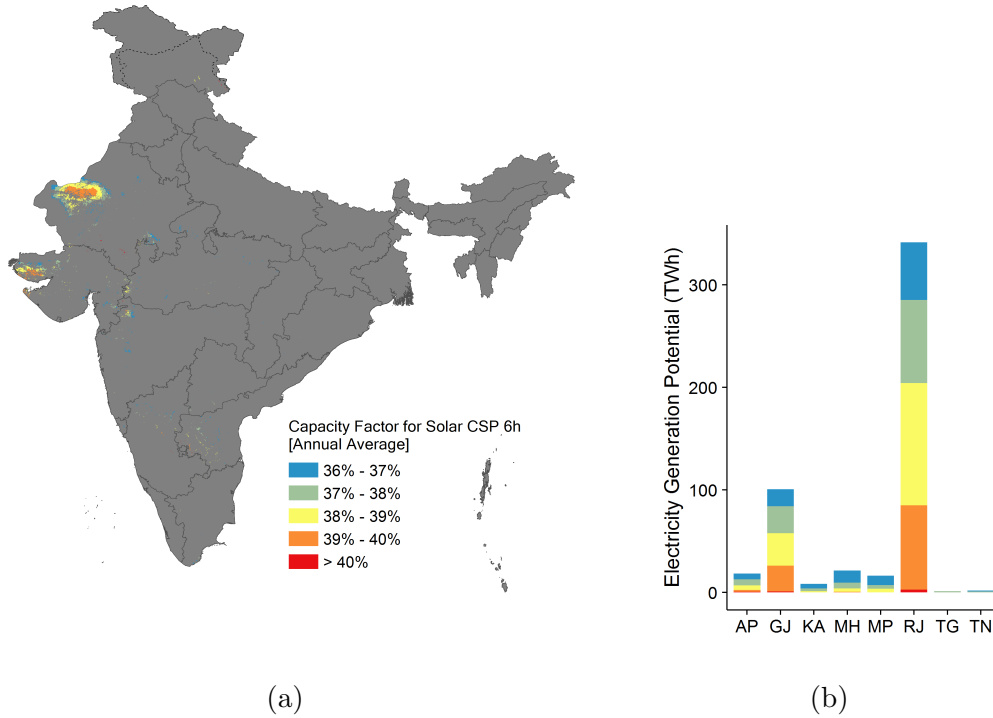 Capacity Factor for Solar CSP 6h
[Annual Average]
36% - 37%
37% - 38%
38% - 39%
39% - 40%
> 40%
(a)
Electricity Generation Potential (TWh)
300
200
100
0
AP GJ KA MH MP RJ TG TN
(b)